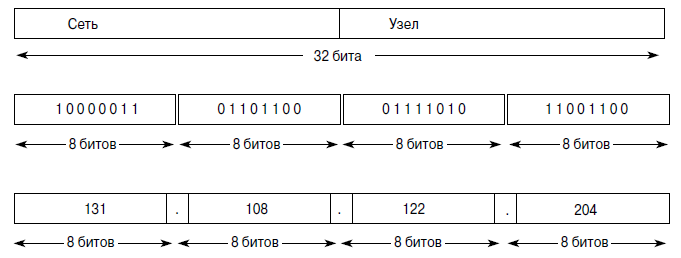 Сеть Узел
32 бита
10000011 01101100 01111010 11001100
8 битов 8 битов 8 битов 8 битов
131 . 108 . 122 . 204
8 битов 8 битов 8 битов 8 битов